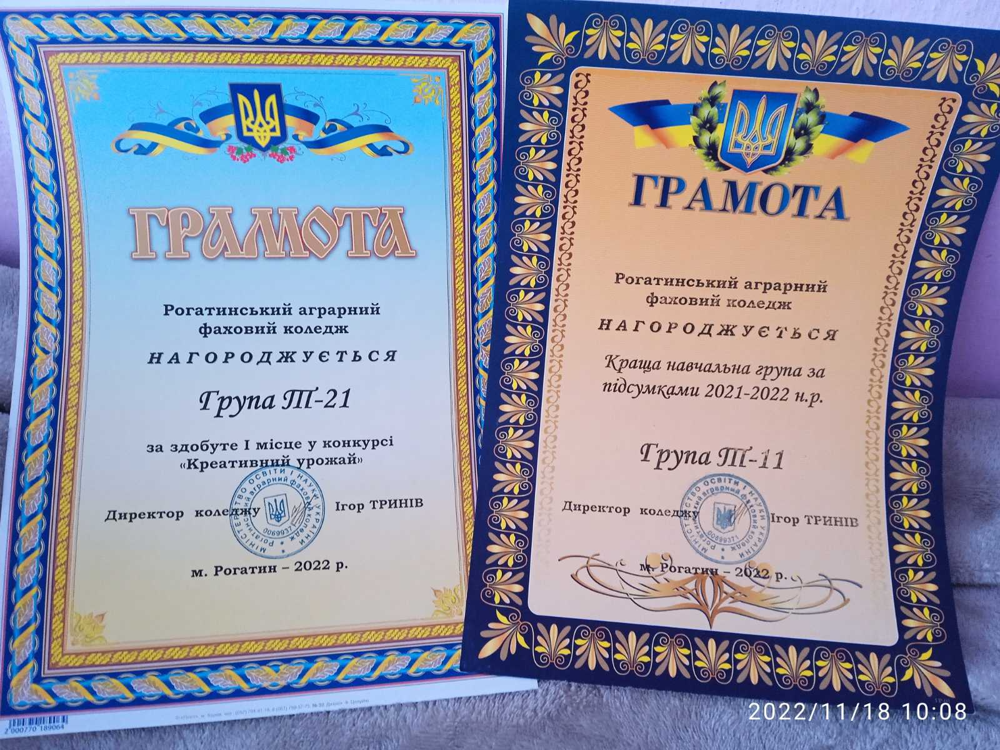 ГРАМОТА
Рогатинський аграрний
фаховий коледж
НАГОРОДЖУЄТЬСЯ
Група Т-21
за здобуте І місце у конкурсі
«Креативний урожай»
МІНІСТЕРСТВО ОСВІТИ І НАУКИ УКРАЇНИ
Рогатинський аграрний фаховий коледж
00699371
Директор коледжу Ігор ТРИНІВ
м. Рогатин – 2022 р.
2 000770 189064
ГРАМОТА
Рогатинський аграрний
фаховий коледж
НАГОРОДЖУЄТЬСЯ
Краща навчальна група за
підсумками 2021-2022 н.р.
Група Т-11
МІНІСТЕРСТВО ОСВІТИ І НАУКИ УКРАЇНИ
Рогатинський аграрний фаховий коледж
00699371
Директор коледжу Ігор ТРИНІВ
м. Рогатин – 2022 р.
2022/11/18 10:08